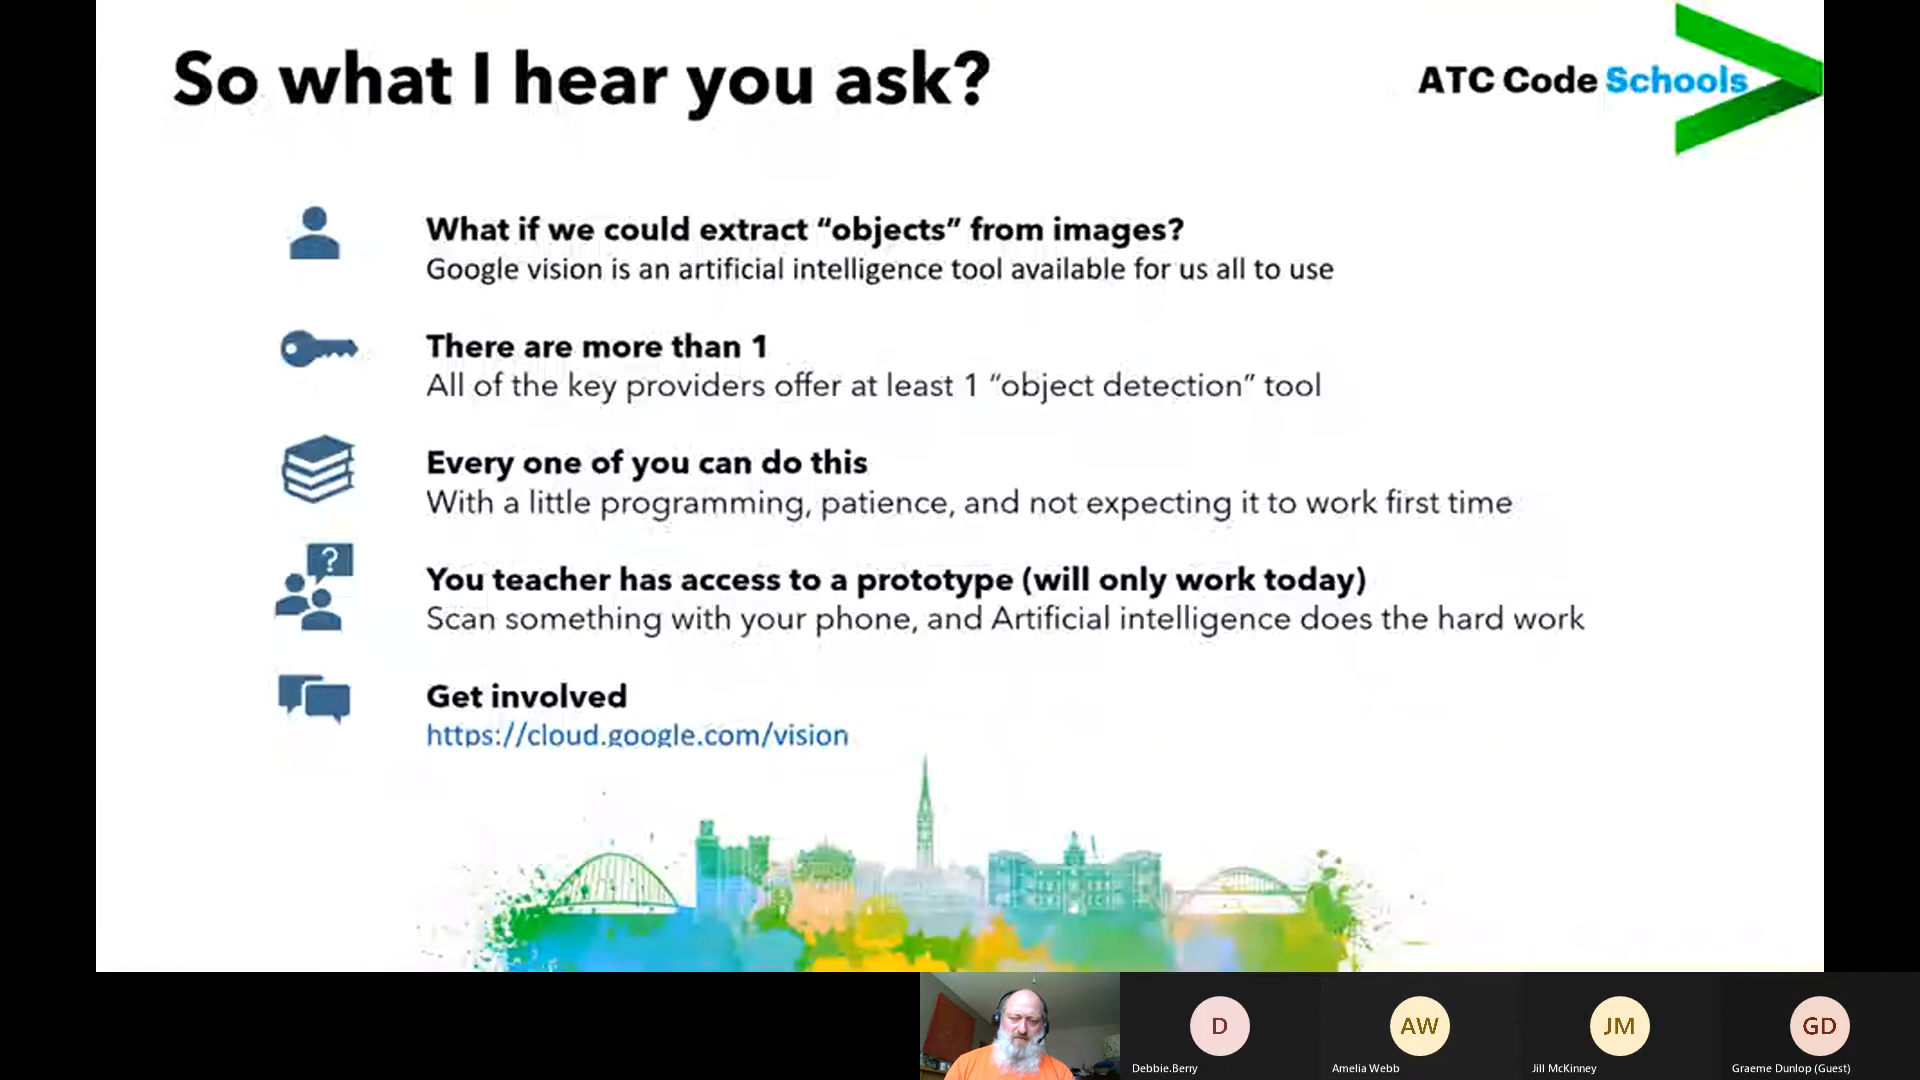 So what I hear you ask?
ATC Code Schools
What if we could extract “objects” from images?
Google vision is an artificial intelligence tool available for us all to use
There are more than 1
All of the key providers offer at least 1 “object detection” tool
Every one of you can do this
With a little programming, patience, and not expecting it to work first time
?
You teacher has access to a prototype (will only work today)
Scan something with your phone, and Artificial intelligence does the hard work
Get involved
https://cloud.google.com/vision
D
AW
JM
GD
Debbie.Berry
Amelia Webb
Jill McKinney
Graeme Dunlop (Guest)